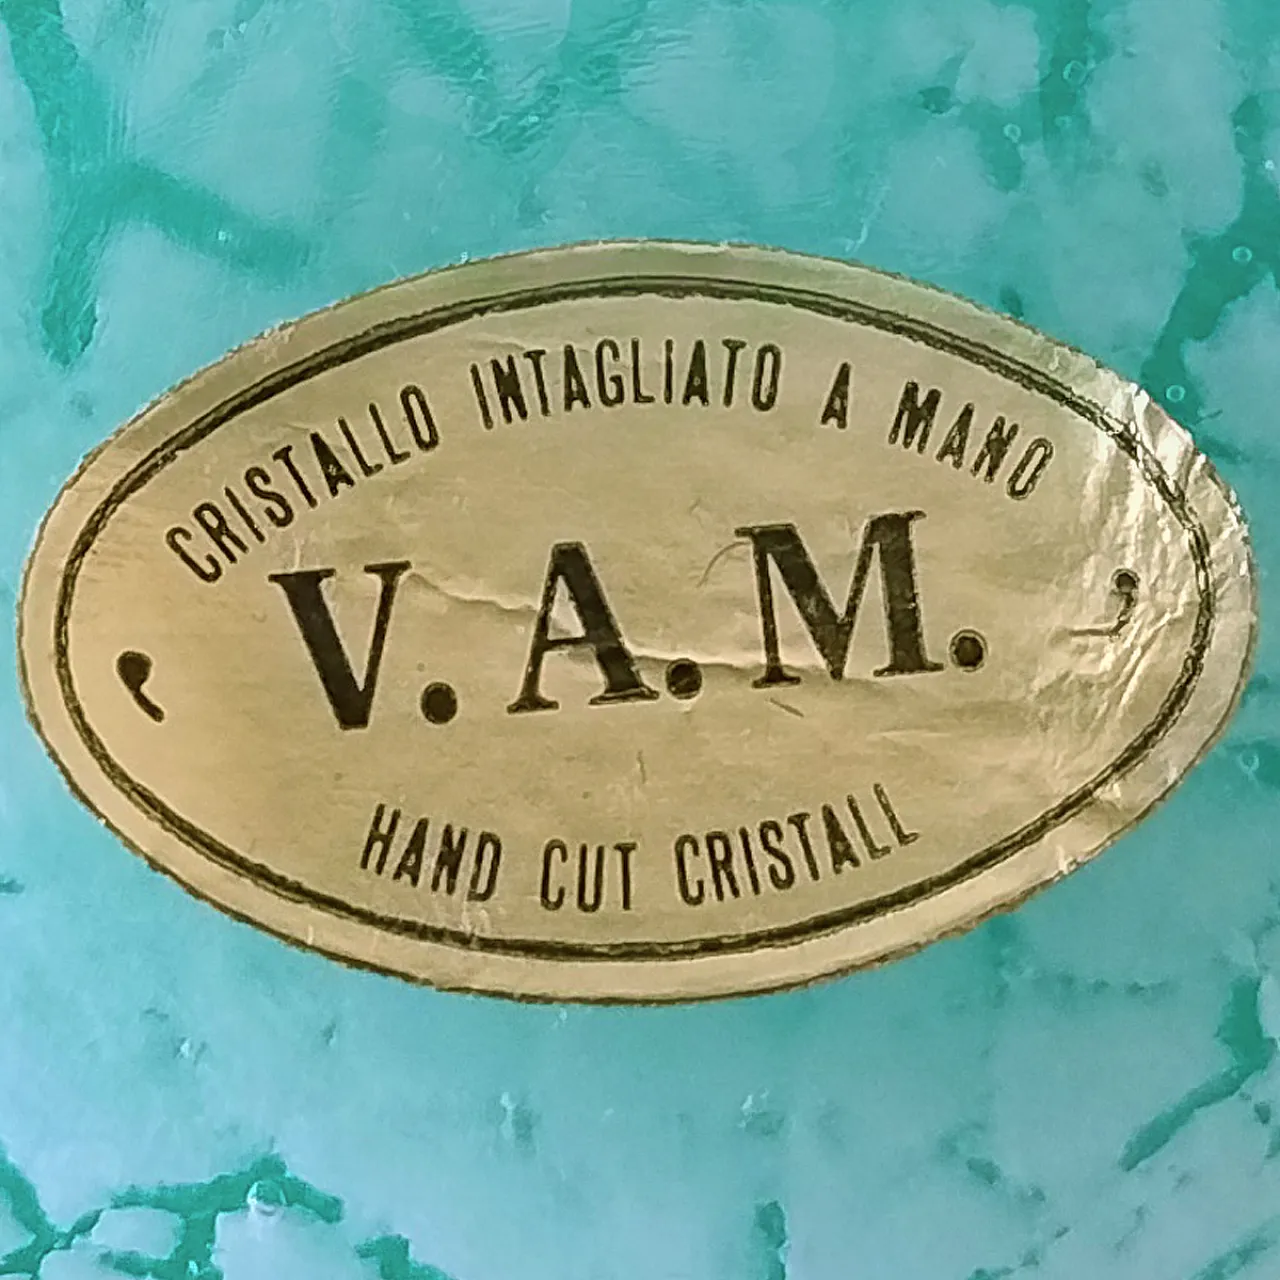 CRISTALLO INTAGLIATO A MANO
V. A. M.
HAND CUT CRISTALL